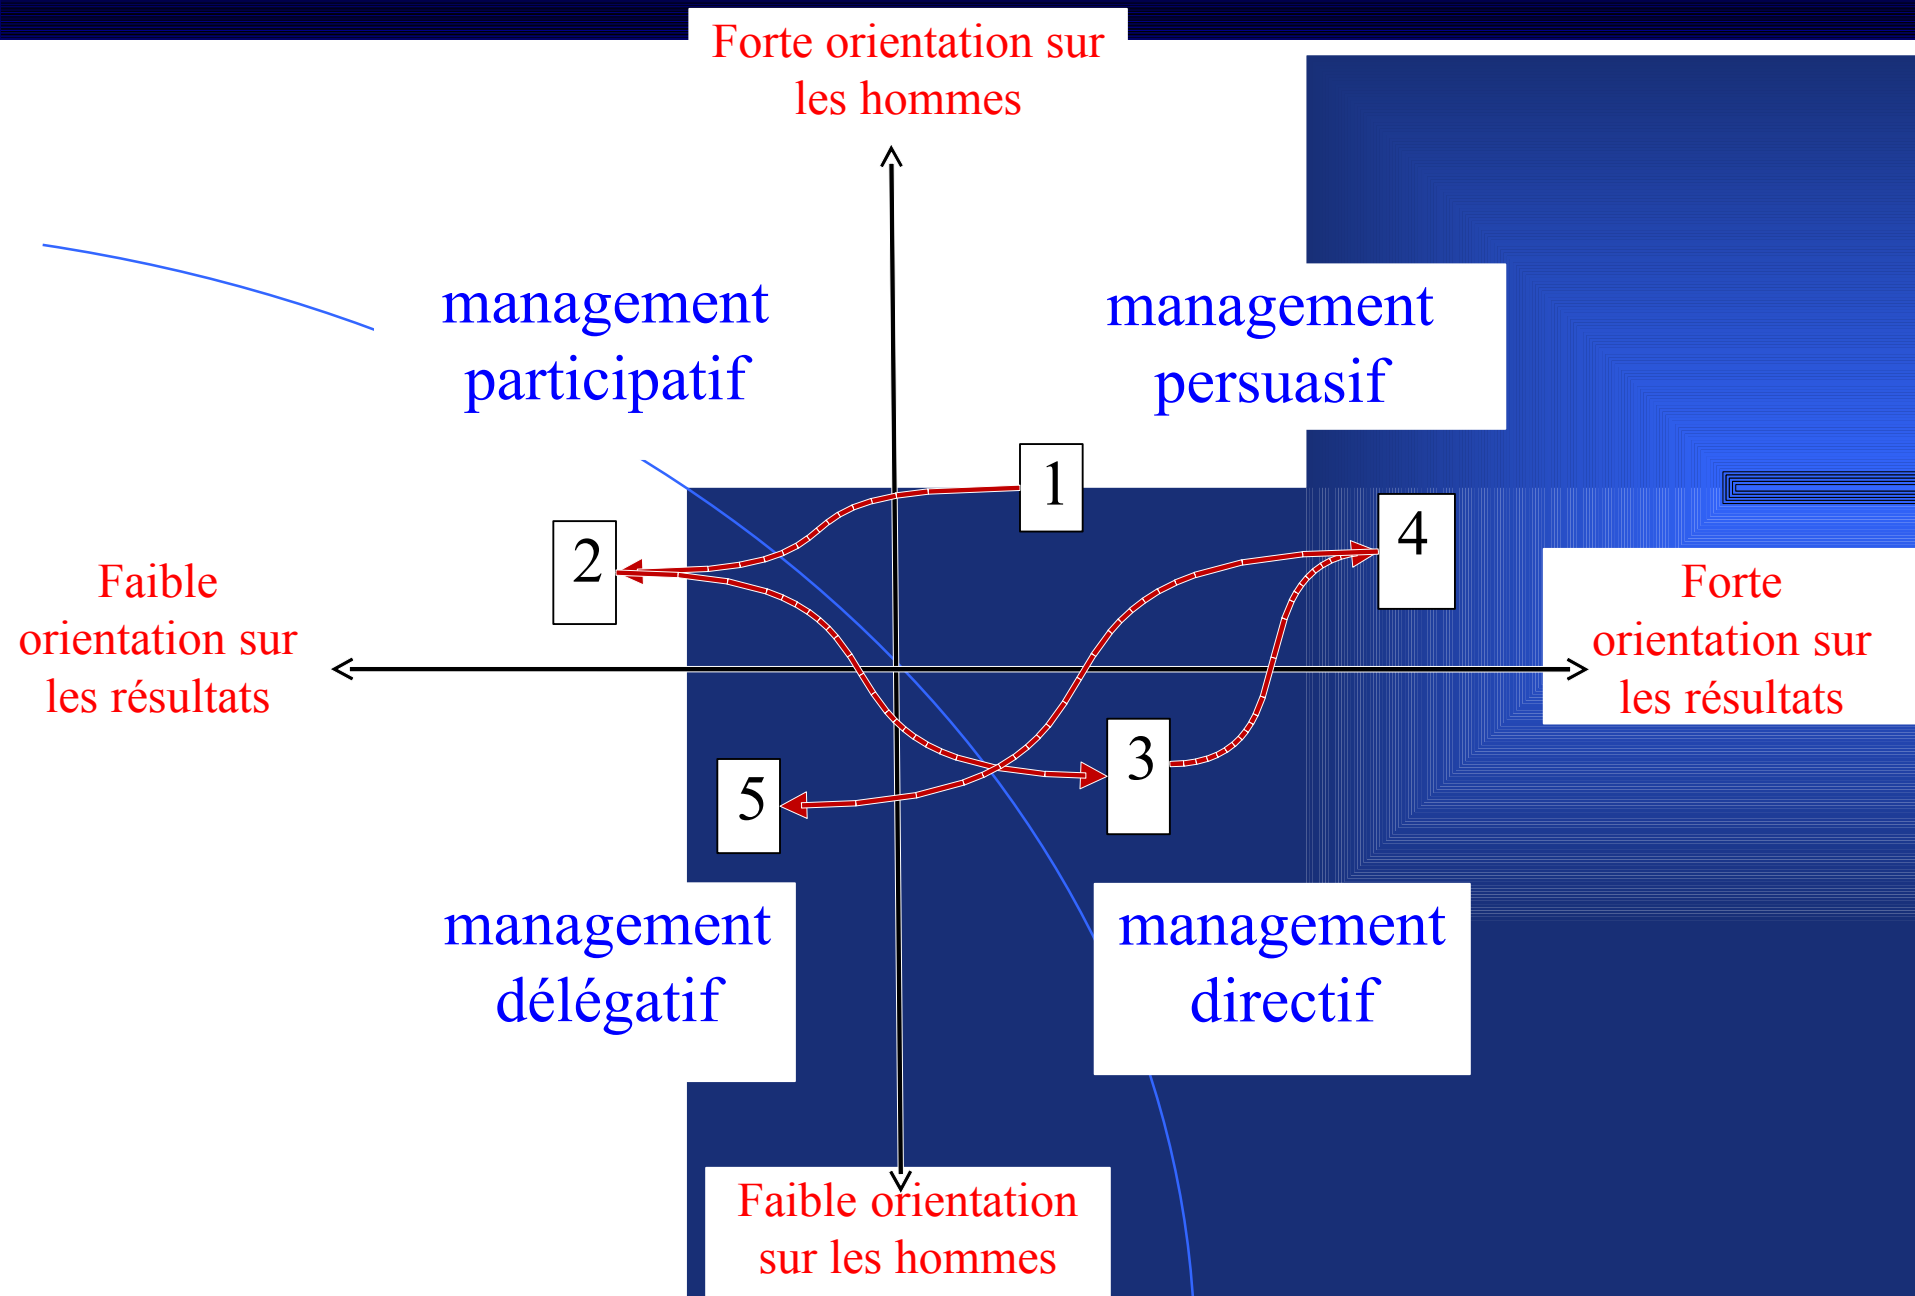 Forte orientation sur
les hommes
management
participatif
management
persuasif
1
2
4
Faible
orientation sur
les résultats
Forte
orientation sur
les résultats
3
5
management
délégatif
management
directif
Faible orientation
sur les hommes